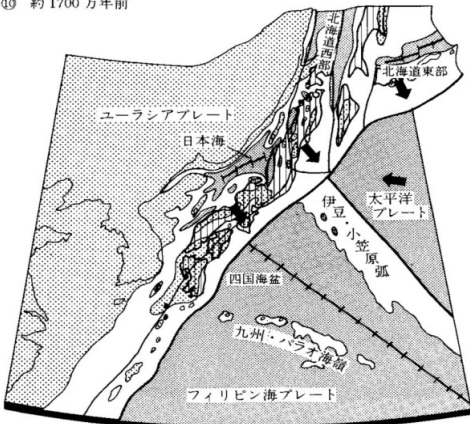 ⑲ 約1700万年前
北海道西部
北海道東部
ユーラシアプレート
日本海
太平洋
プレート
伊豆・小笠原弧
四国海盆
九州・パラオ海嶺
フィリピン海プレート